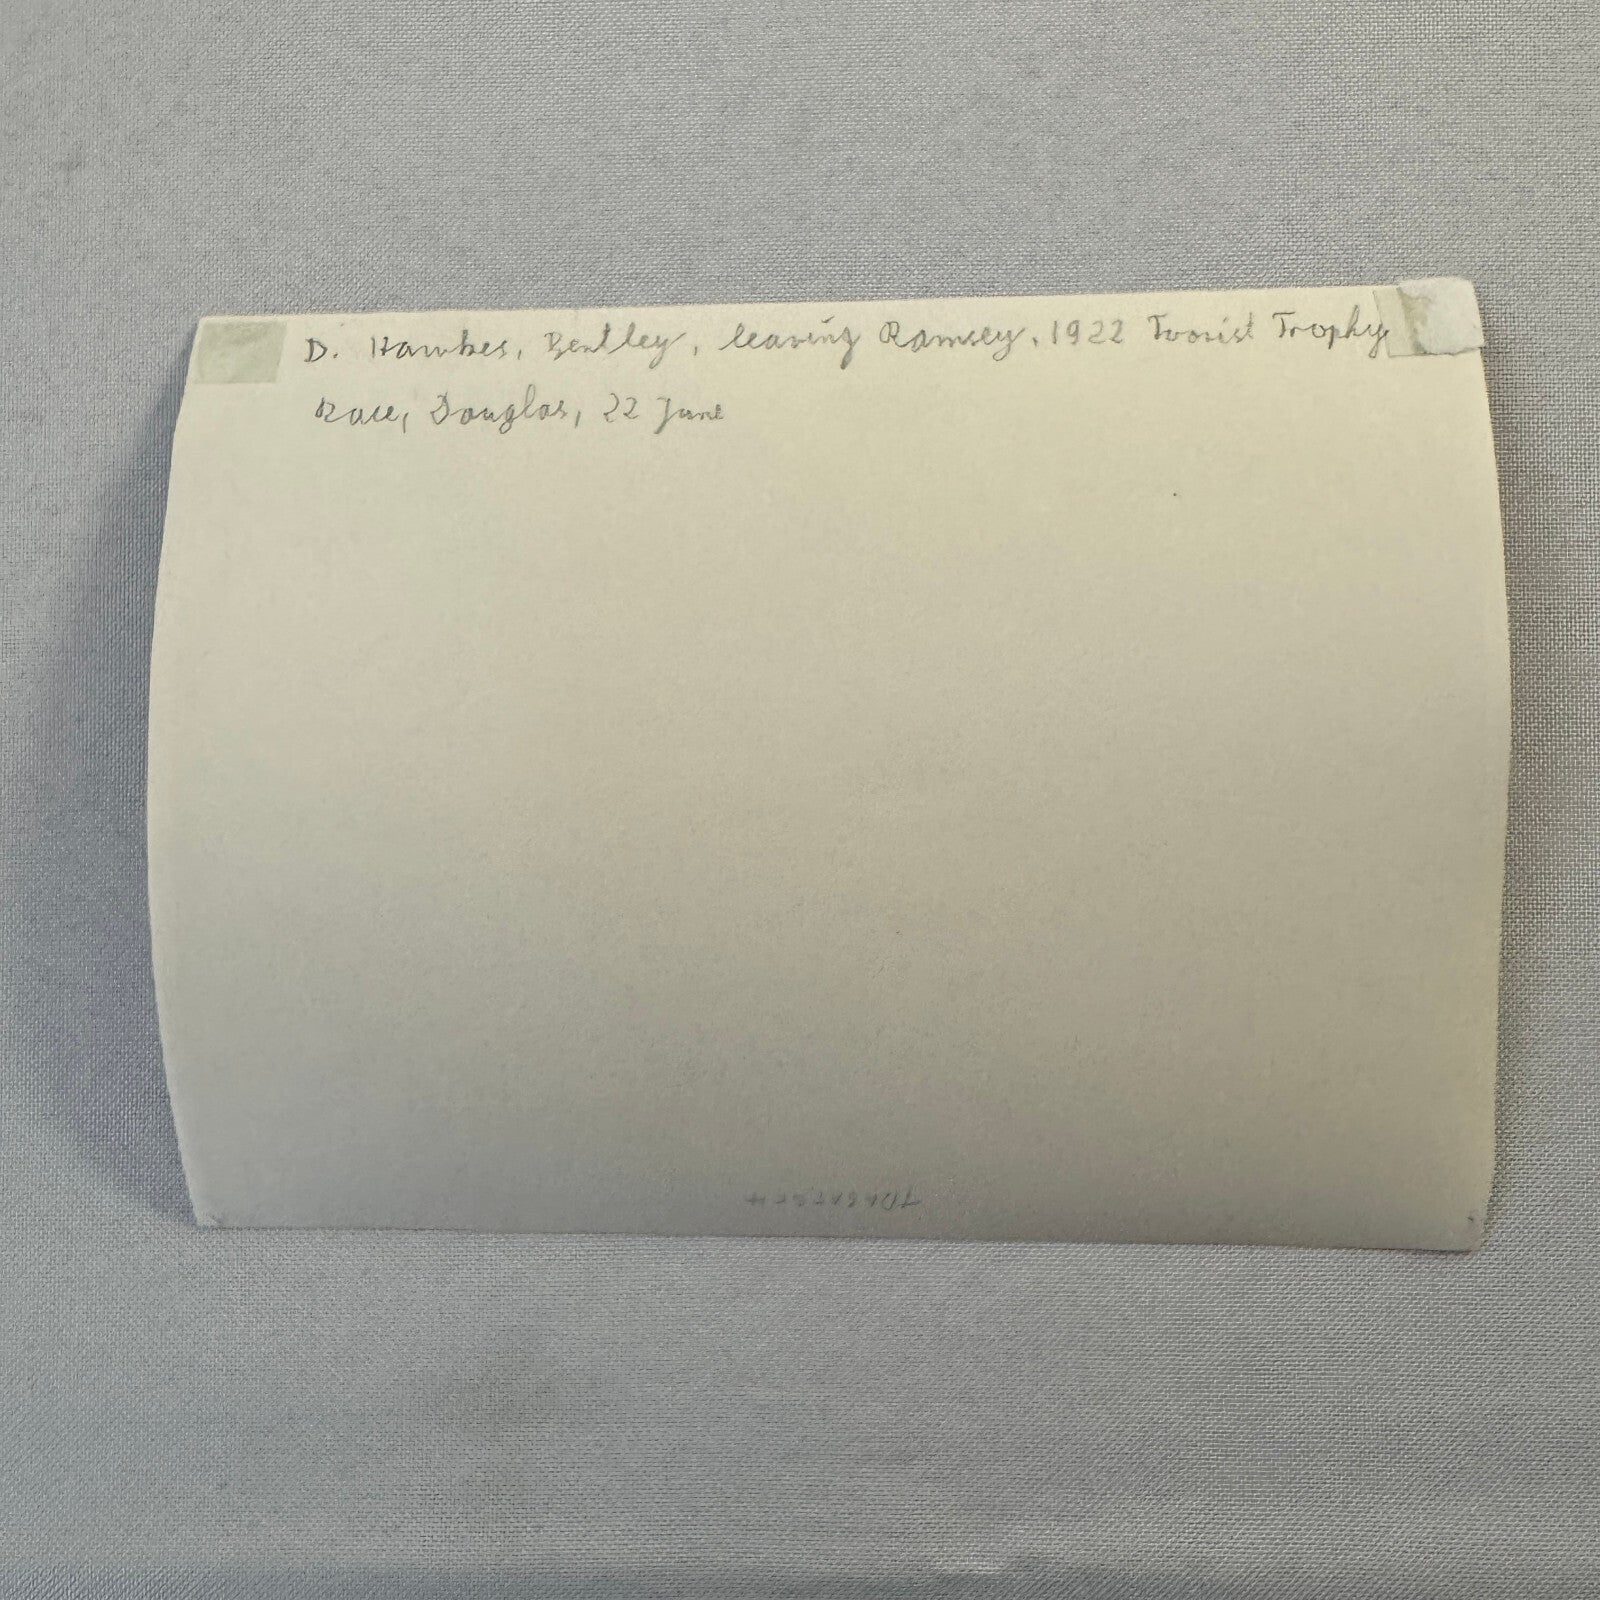 D. Hawkes, Bentley, leaving Ramsey, 1922 Tourist Trophy
Race, Douglas, 22 June